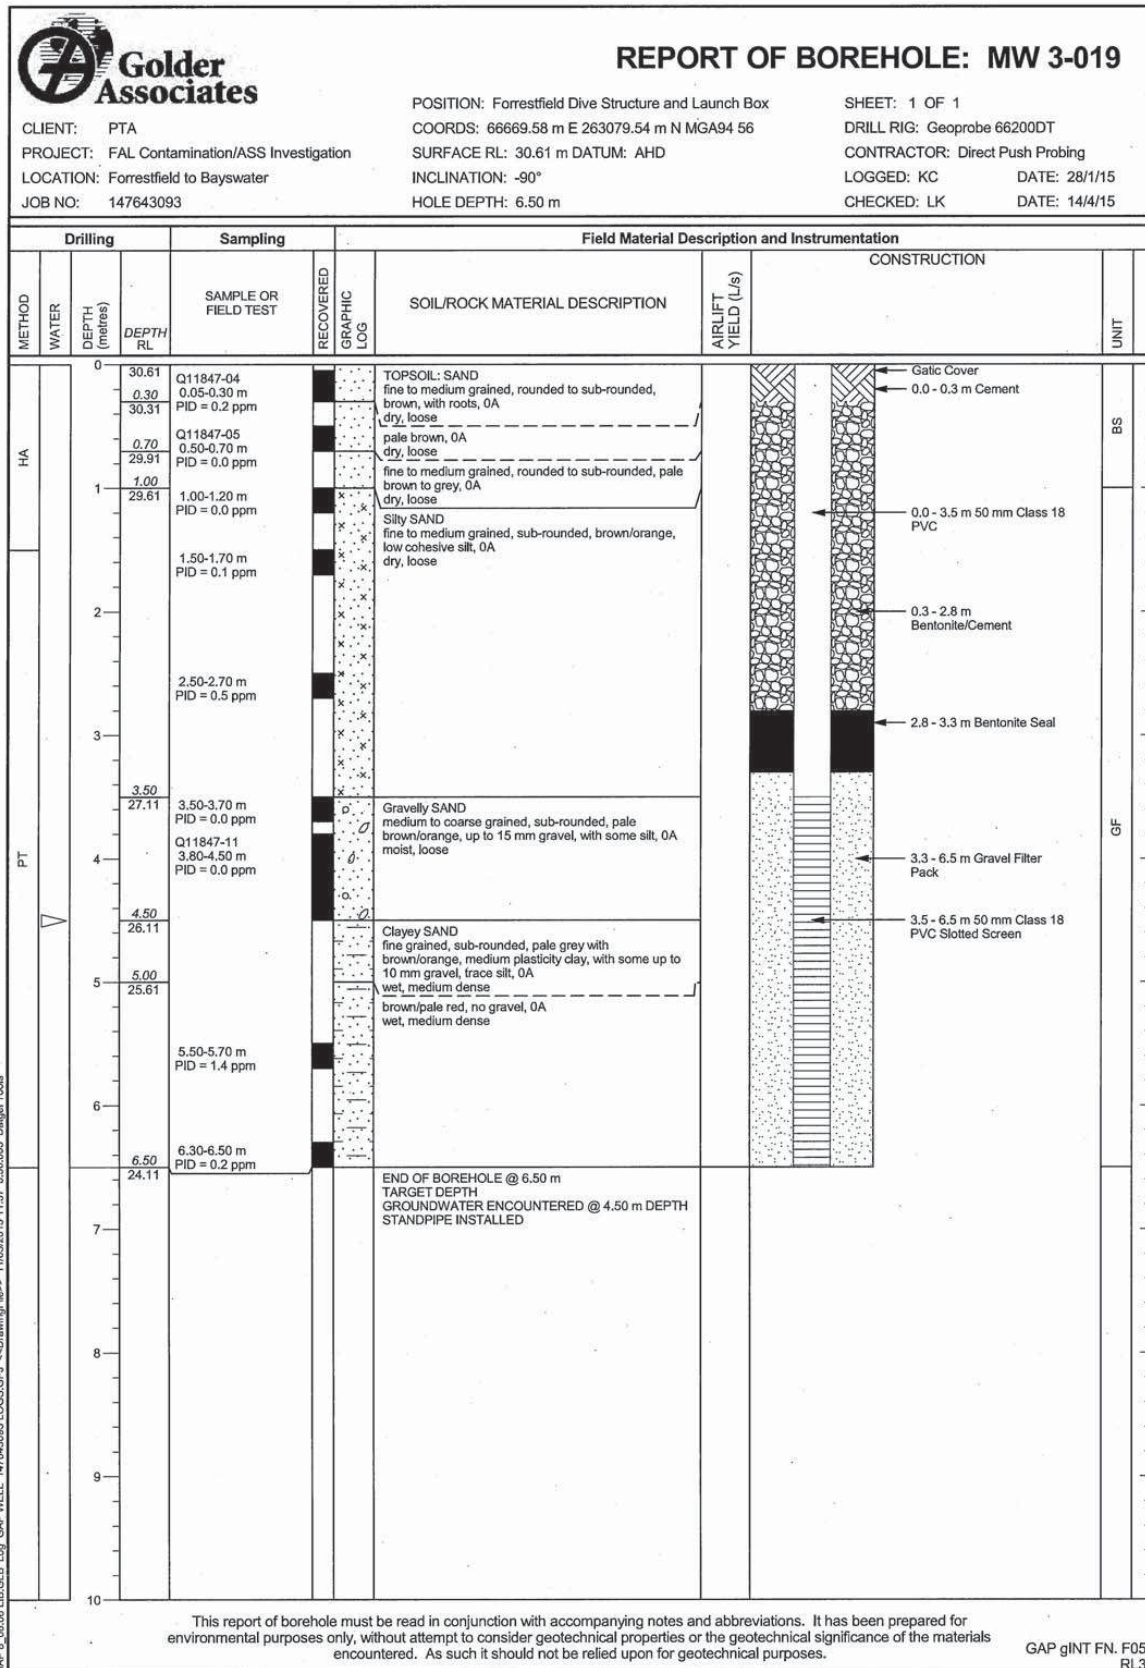 Golder
Associates
REPORT OF BOREHOLE: MW 3-019
CLIENT: PTA
PROJECT: FAL Contamination/ASS Investigation
LOCATION: Forrestfield to Bayswater
JOB NO: 147643093
POSITION: Forrestfield Dive Structure and Launch Box
COORDS: 66669.58 m E 263079.54 m N MGA94 56
SURFACE RL: 30.61 m DATUM: AHD
INCLINATION: -90°
HOLE DEPTH: 6.50 m
SHEET: 1 OF 1
DRILL RIG: Geoprobe 66200DT
CONTRACTOR: Direct Push Probing
LOGGED: KC DATE: 28/1/15
CHECKED: LK DATE: 14/4/15
Drilling
Sampling
Field Material Description and Instrumentation
METHOD
WATER
DEPTH
(metres)
DEPTH
RL
SAMPLE OR
FIELD TEST
RECOVERED
GRAPHIC
LOG
SOIL/ROCK MATERIAL DESCRIPTION
AIRLIFT
YIELD (L/s)
CONSTRUCTION
UNIT
HA
PT
0
1
2
3
4
5
6
7
8
9
10
30.61
0.30
30.31
0.70
29.91
1.00
29.61
3.50
27.11
4.50
26.11
5.00
25.61
6.50
24.11
Q11847-04
0.05-0.30 m
PID = 0.2 ppm
Q11847-05
0.50-0.70 m
PID = 0.0 ppm
1.00-1.20 m
PID = 0.0 ppm
1.50-1.70 m
PID = 0.1 ppm
2.50-2.70 m
PID = 0.5 ppm
3.50-3.70 m
PID = 0.0 ppm
Q11847-11
3.80-4.50 m
PID = 0.0 ppm
5.50-5.70 m
PID = 1.4 ppm
6.30-6.50 m
PID = 0.2 ppm
TOPSOIL: SAND
fine to medium grained, rounded to sub-rounded,
brown, with roots, 0A
dry, loose
pale brown, 0A
dry, loose
fine to medium grained, rounded to sub-rounded, pale
brown to grey, 0A
dry, loose
Silty SAND
fine to medium grained, sub-rounded, brown/orange,
low cohesive silt, 0A
dry, loose
Gravelly SAND
medium to coarse grained, sub-rounded, pale
brown/orange, up to 15 mm gravel, with some silt, 0A
moist, loose
Clayey SAND
fine grained, sub-rounded, pale grey with
brown/orange, medium plasticity clay, with some up to
10 mm gravel, trace silt, 0A
wet, medium dense
brown/pale red, no gravel, 0A
wet, medium dense
END OF BOREHOLE @ 6.50 m
TARGET DEPTH
GROUNDWATER ENCOUNTERED @ 4.50 m DEPTH
STANDPIPE INSTALLED
Gatic Cover
0.0 - 0.3 m Cement
0.0 - 3.5 m 50 mm Class 18
PVC
0.3 - 2.8 m
Bentonite/Cement
2.8 - 3.3 m Bentonite Seal
3.3 - 6.5 m Gravel Filter
Pack
3.5 - 6.5 m 50 mm Class 18
PVC Slotted Screen
BS
GF
This report of borehole must be read in conjunction with accompanying notes and abbreviations. It has been prepared for
environmental purposes only, without attempt to consider geotechnical properties or the geotechnical significance of the materials
encountered. As such it should not be relied upon for geotechnical purposes.
GAP gINT FN. F05
RL3